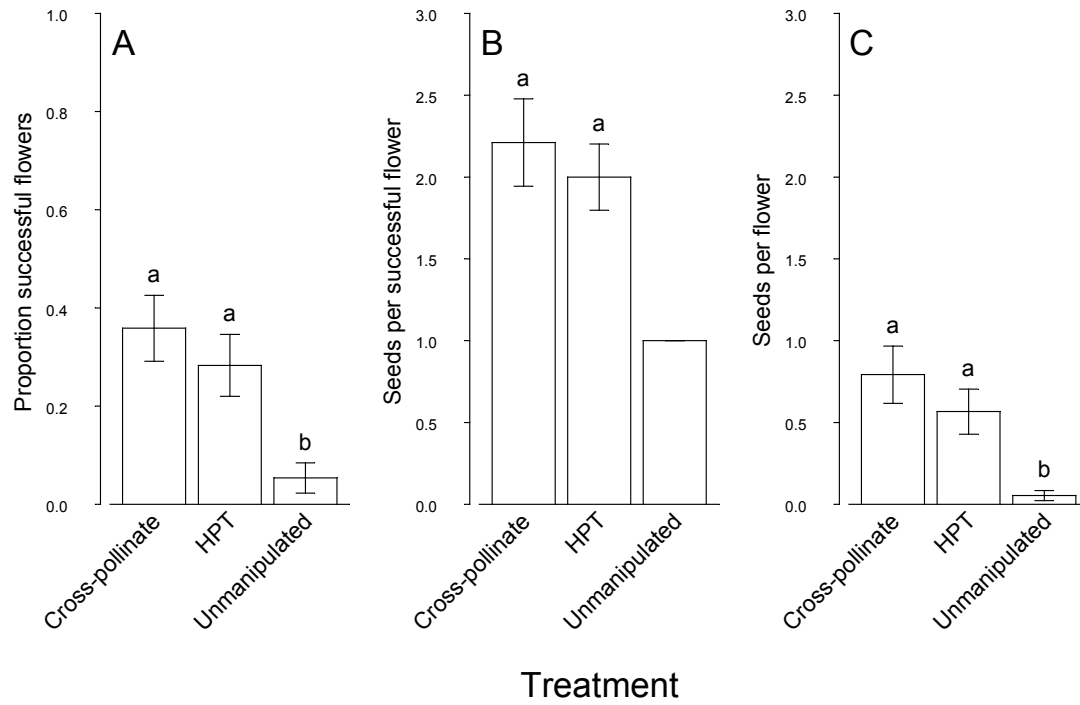 A
Proportion successful flowers
1.0
0.8
0.6
0.4
0.2
0.0
a
a
b
Cross-pollinate
HPT
Unmanipulated
B
Seeds per successful flower
3.0
2.5
2.0
1.5
1.0
0.5
0.0
a
a
Cross-pollinate
HPT
Unmanipulated
C
Seeds per flower
3.0
2.5
2.0
1.5
1.0
0.5
0.0
a
a
b
Cross-pollinate
HPT
Unmanipulated
Treatment